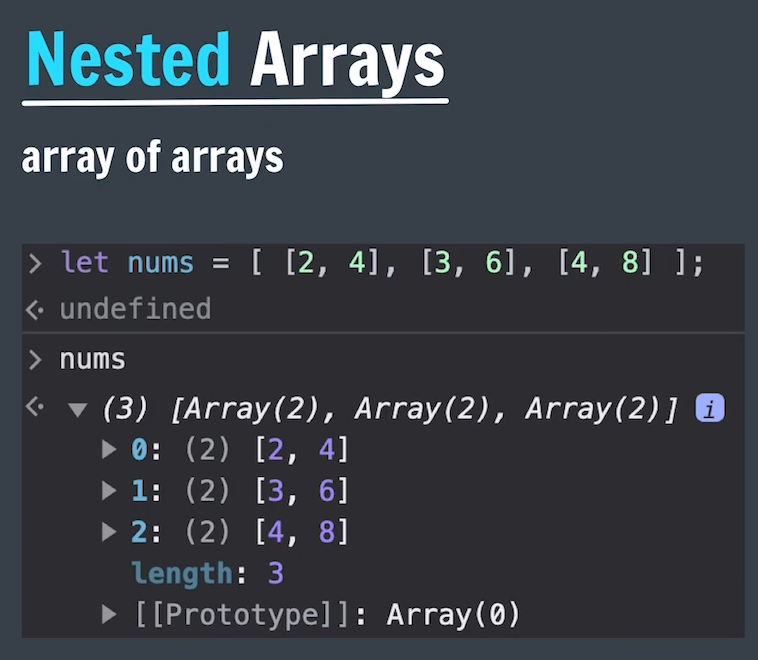 Nested Arrays
array of arrays
> let nums = [ [2, 4], [3, 6], [4, 8] ];
<· undefined
> nums
<· ▼ (3) [Array(2), Array(2), Array(2)] i
▶ 0: (2) [2, 4]
▶ 1: (2) [3, 6]
▶ 2: (2) [4, 8]
length: 3
▶ [[Prototype]]: Array(0)